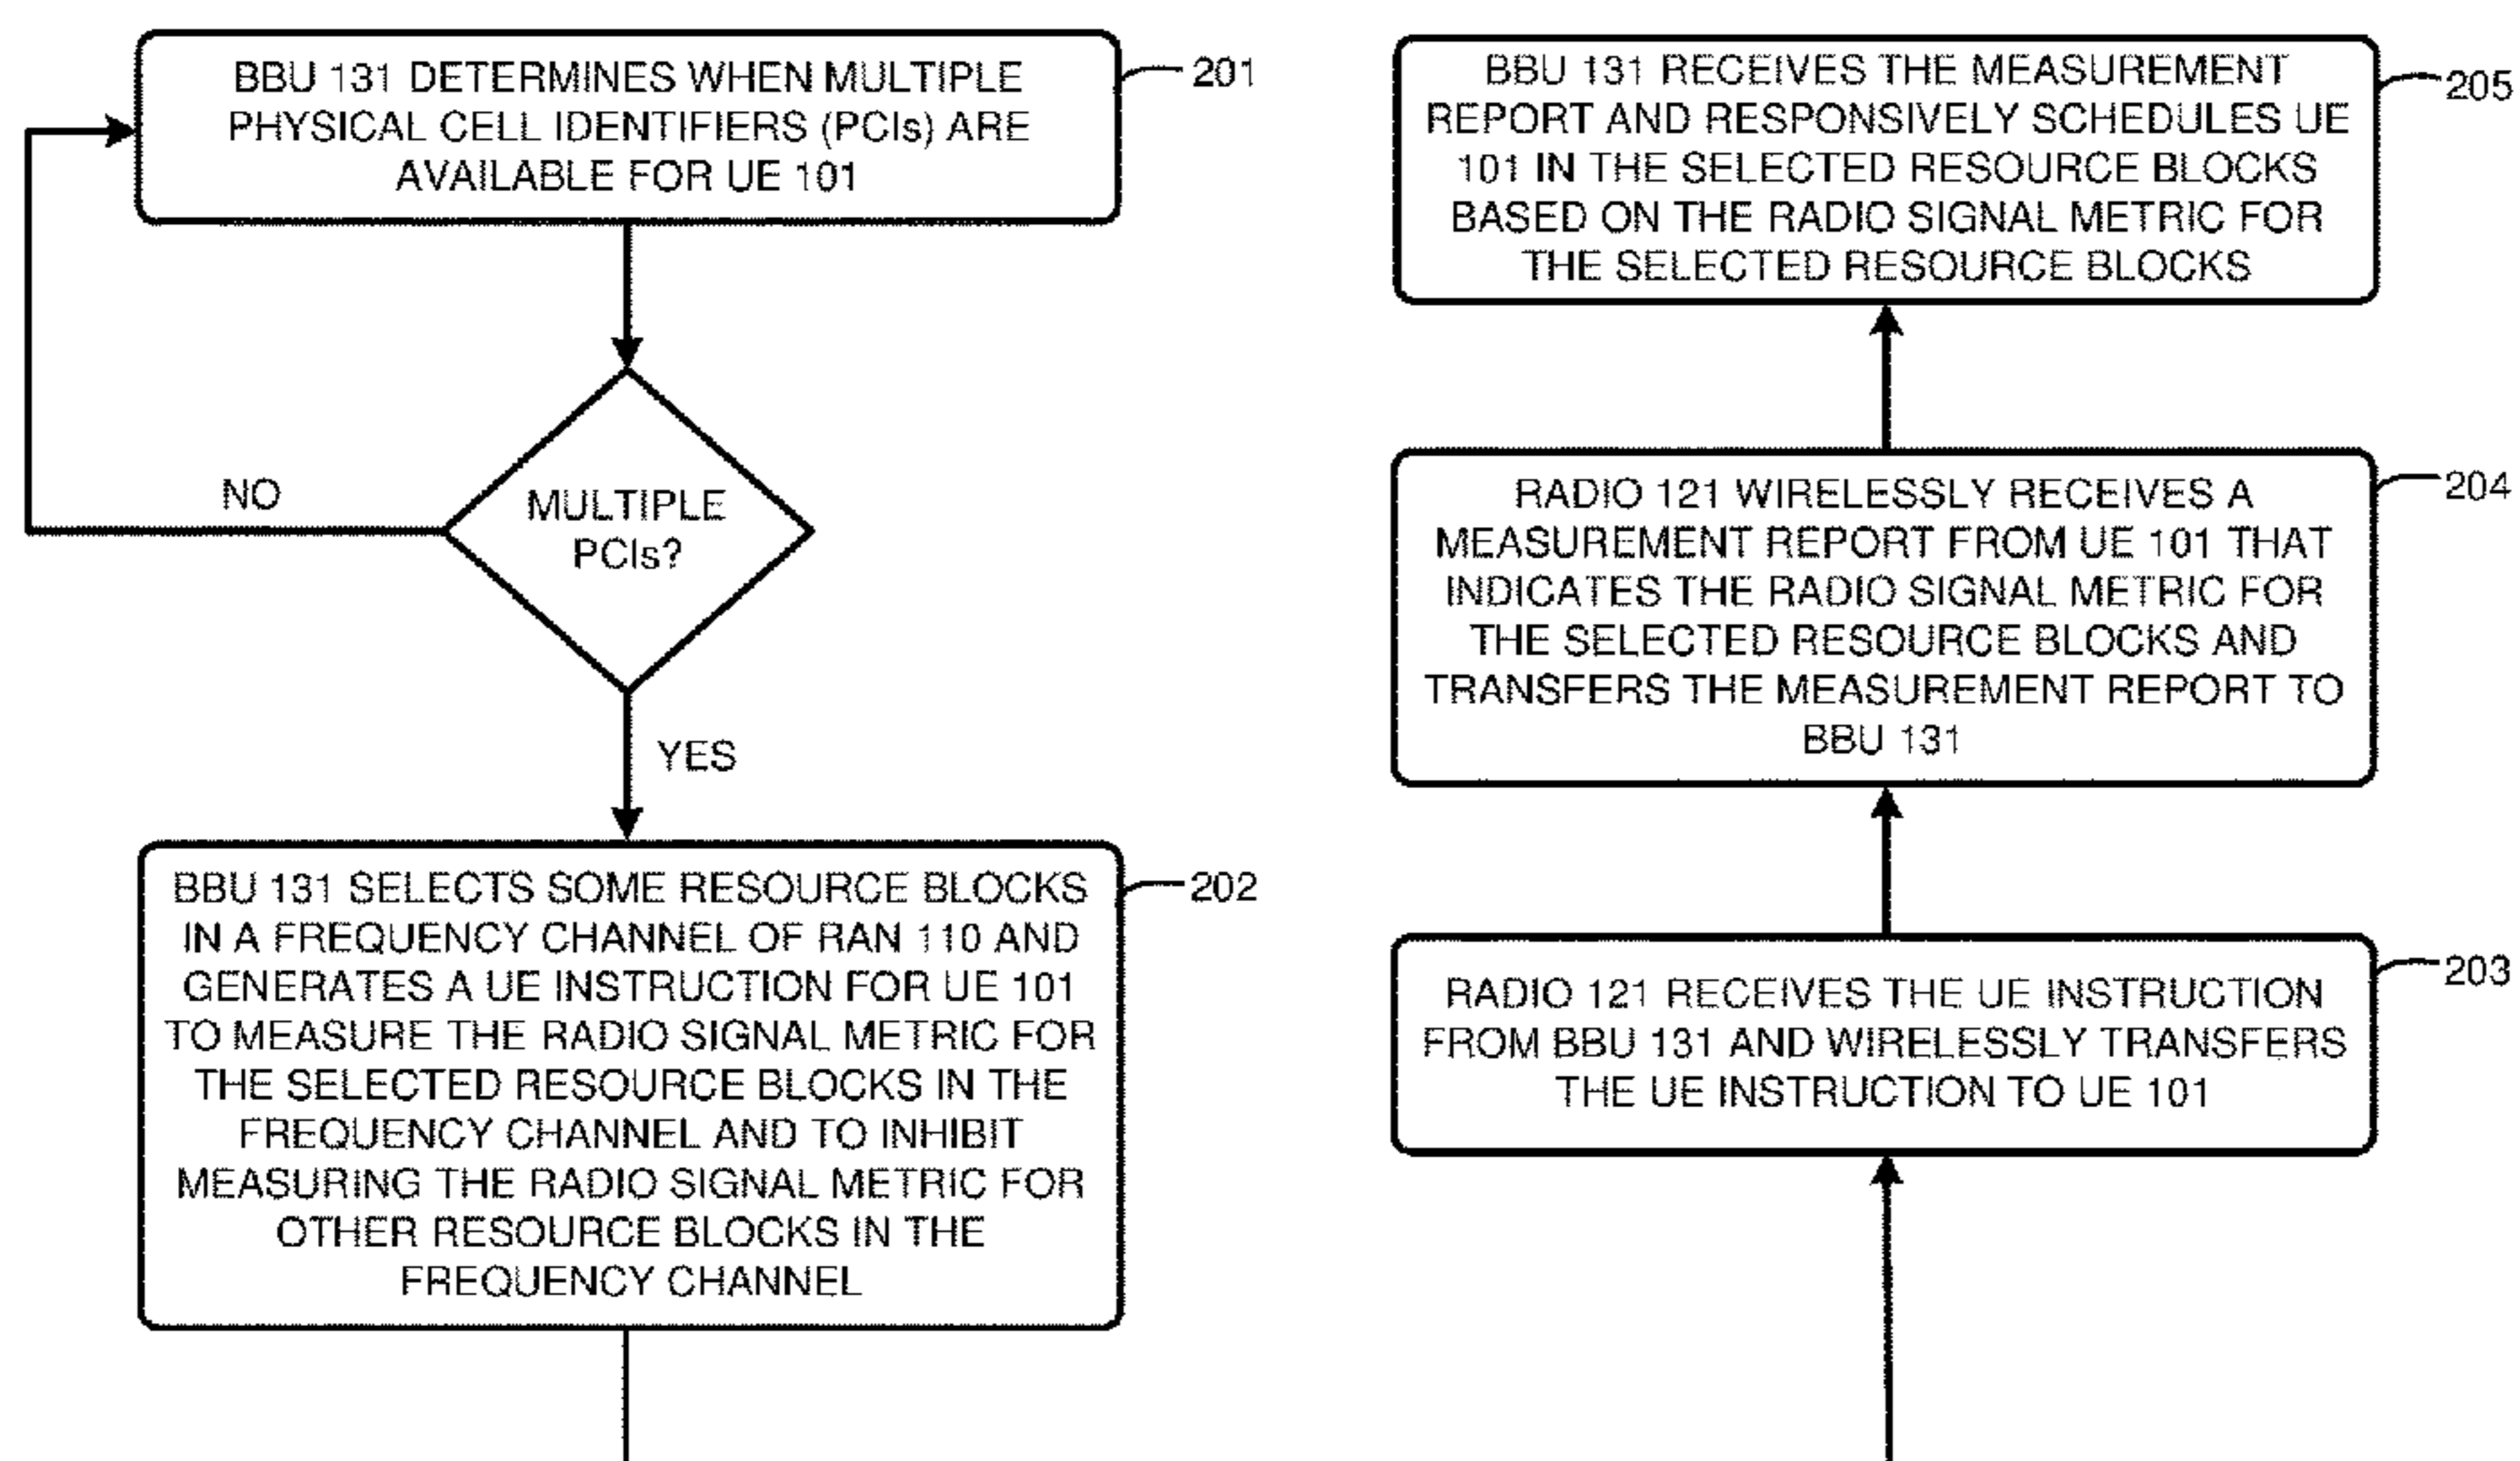 BBU 131 DETERMINES WHEN MULTIPLE
PHYSICAL CELL IDENTIFIERS (PCIs) ARE
AVAILABLE FOR UE 101
201
NO
MULTIPLE
PCIs?
YES
BBU 131 SELECTS SOME RESOURCE BLOCKS
IN A FREQUENCY CHANNEL OF RAN 110 AND
GENERATES A UE INSTRUCTION FOR UE 101
TO MEASURE THE RADIO SIGNAL METRIC FOR
THE SELECTED RESOURCE BLOCKS IN THE
FREQUENCY CHANNEL AND TO INHIBIT
MEASURING THE RADIO SIGNAL METRIC FOR
OTHER RESOURCE BLOCKS IN THE
FREQUENCY CHANNEL
202
BBU 131 RECEIVES THE MEASUREMENT
REPORT AND RESPONSIVELY SCHEDULES UE
101 IN THE SELECTED RESOURCE BLOCKS
BASED ON THE RADIO SIGNAL METRIC FOR
THE SELECTED RESOURCE BLOCKS
205
RADIO 121 WIRELESSLY RECEIVES A
MEASUREMENT REPORT FROM UE 101 THAT
INDICATES THE RADIO SIGNAL METRIC FOR
THE SELECTED RESOURCE BLOCKS AND
TRANSFERS THE MEASUREMENT REPORT TO
BBU 131
204
RADIO 121 RECEIVES THE UE INSTRUCTION
FROM BBU 131 AND WIRELESSLY TRANSFERS
THE UE INSTRUCTION TO UE 101
203